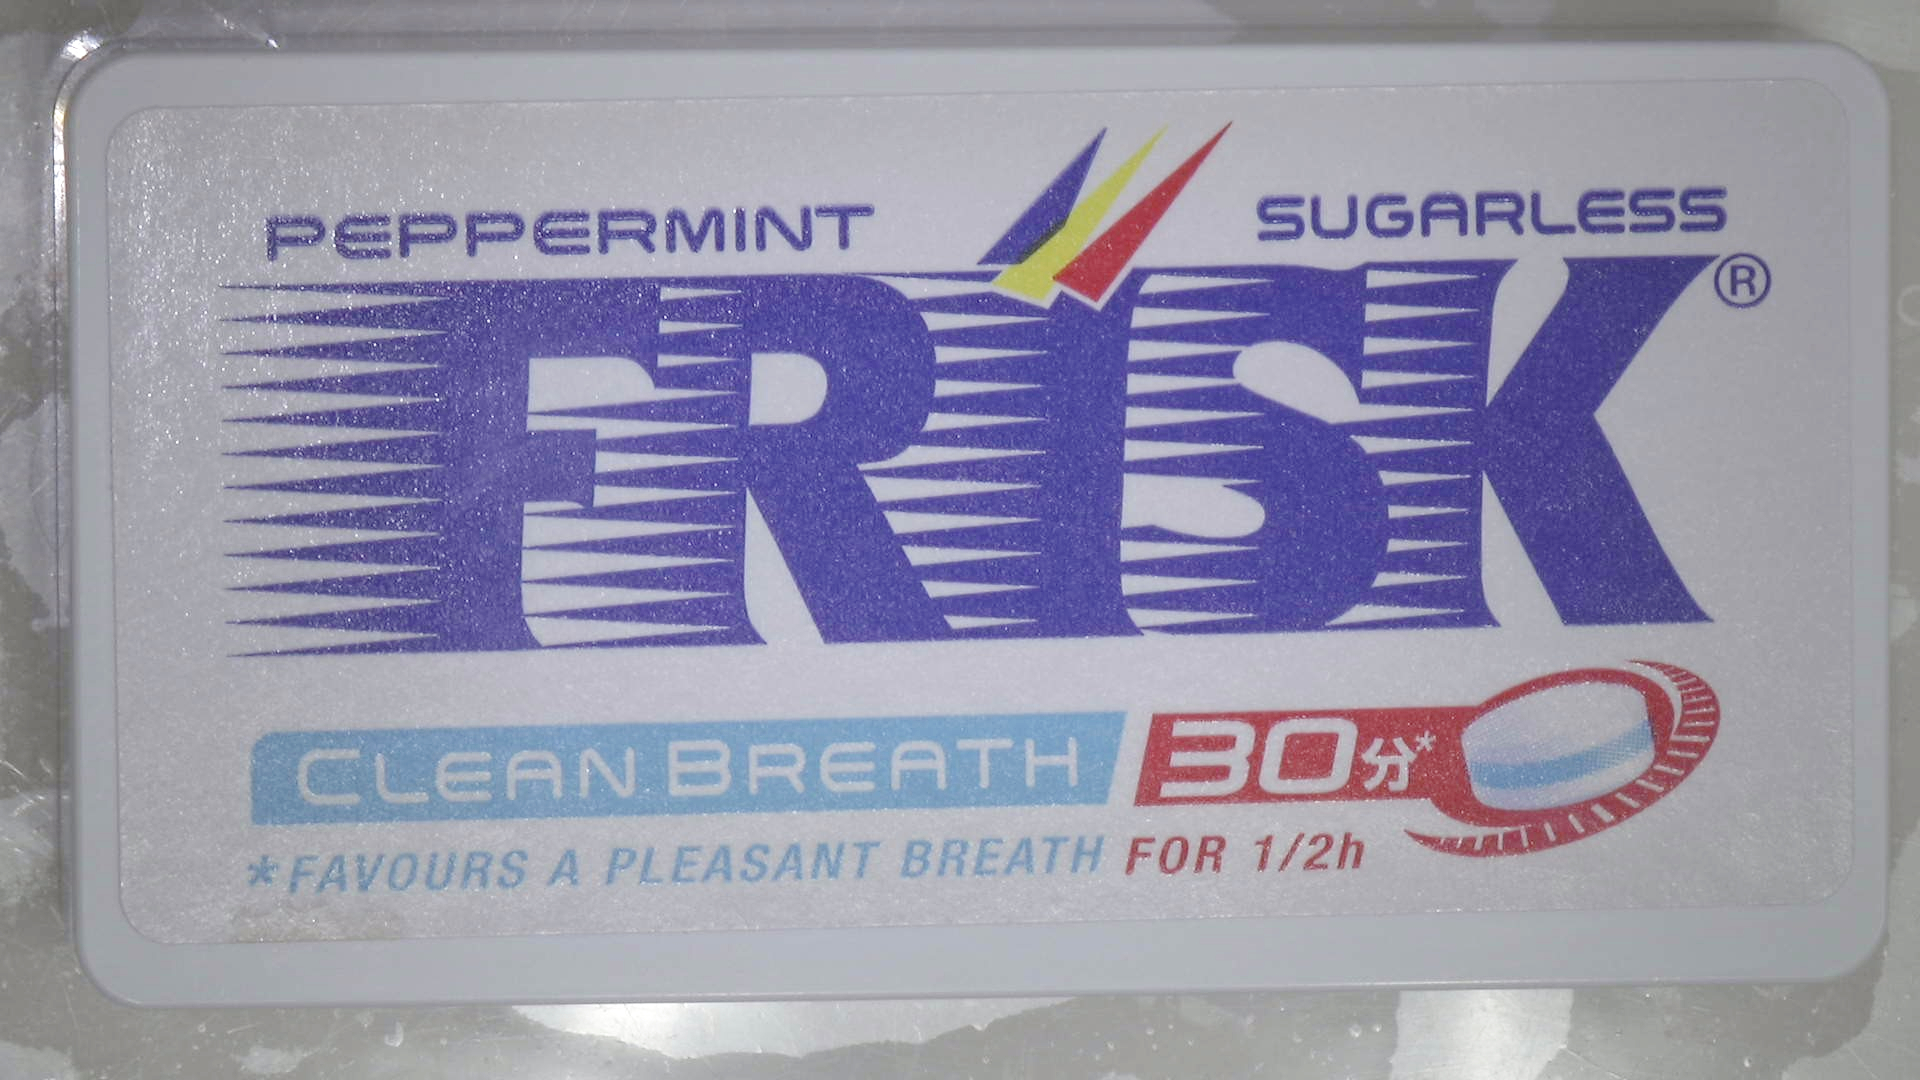 PEPPERMINT SUGARLESS
FRISK®
CLEAN BREATH 30分*
*FAVOURS A PLEASANT BREATH FOR 1/2h